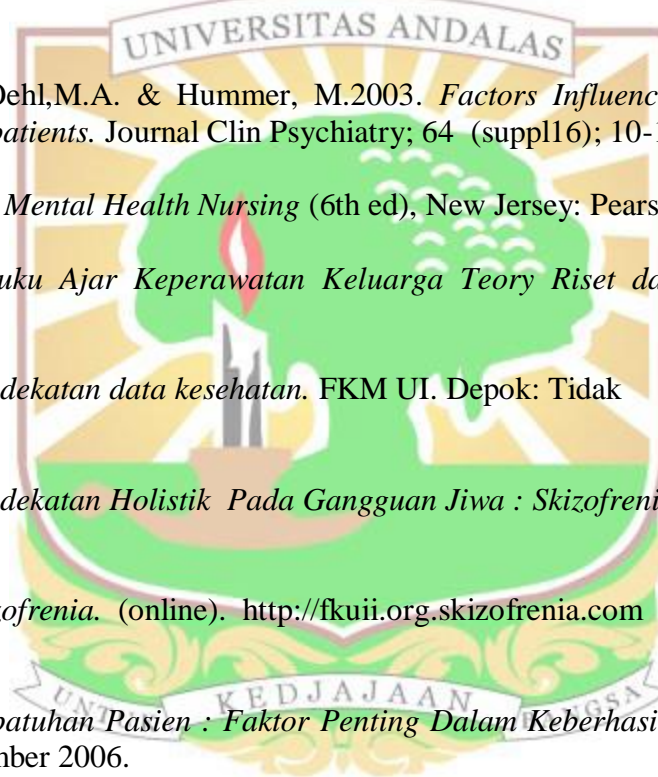 UNIVERSITAS ANDALAS
Oehl,M.A. & Hummer, M.2003. Factors Influenc
patients. Journal Clin Psychiatry; 64 (suppl16); 10-1
Mental Health Nursing (6th ed), New Jersey: Pears
uku Ajar Keperawatan Keluarga Teory Riset da
dekatan data kesehatan. FKM UI. Depok: Tidak
dekatan Holistik Pada Gangguan Jiwa : Skizofreni
zofrenia. (online). http://fkuii.org.skizofrenia.com
KEDJAJAAN
patuhan Pasien : Faktor Penting Dalam Keberhasi
mber 2006.